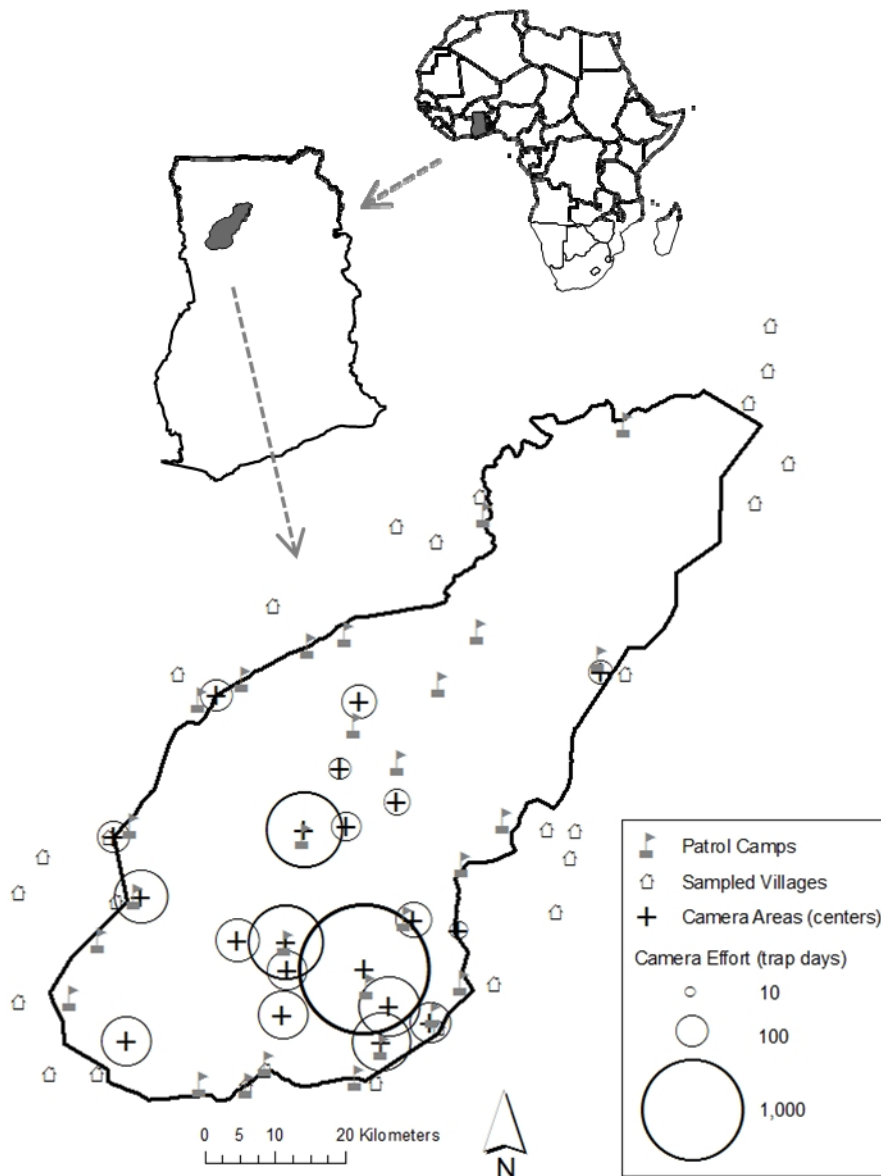 Patrol Camps
Sampled Villages
Camera Areas (centers)
Camera Effort (trap days)
10
100
1,000
0 5 10 20 Kilometers
N